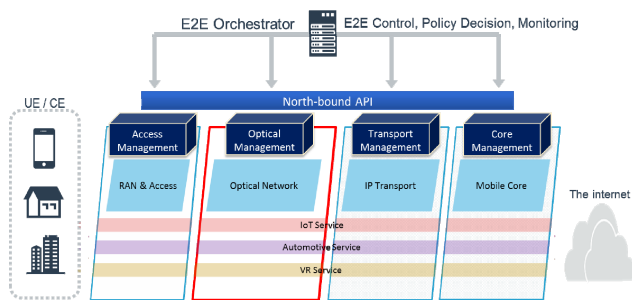 E2E Orchestrator
E2E Control, Policy Decision, Monitoring
UE / CE
North-bound API
Access
Management
Optical
Management
Transport
Management
Core
Management
RAN & Access
Optical Network
IP Transport
Mobile Core
The internet
IoT Service
Automotive Service
VR Service